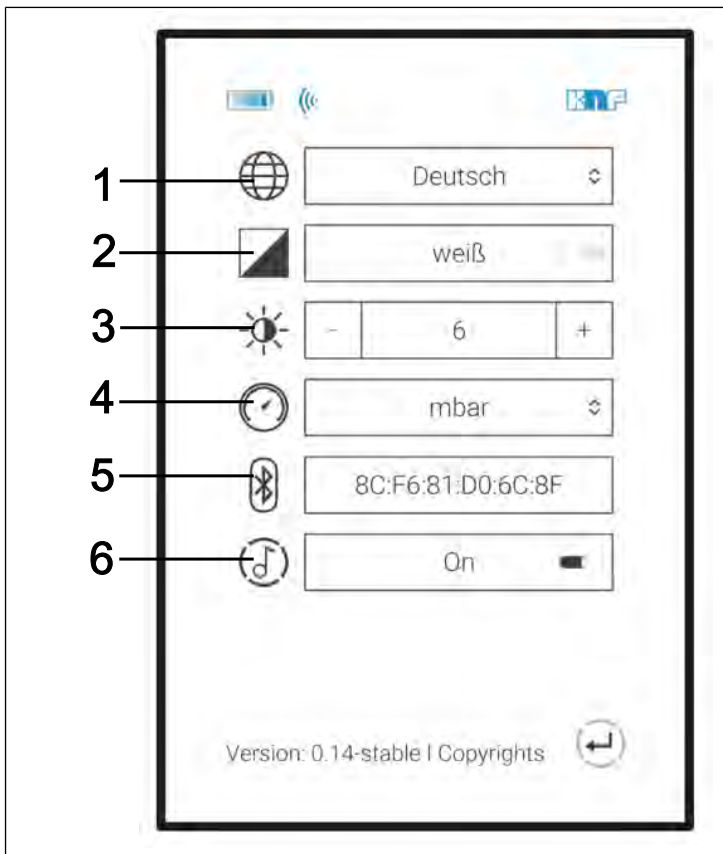 KNF
1 Deutsch
2 weiß
3 - 6 +
4 mbar
5 8C:F6:81:D0:6C:8F
6 On
Version: 0.14-stable | Copyrights